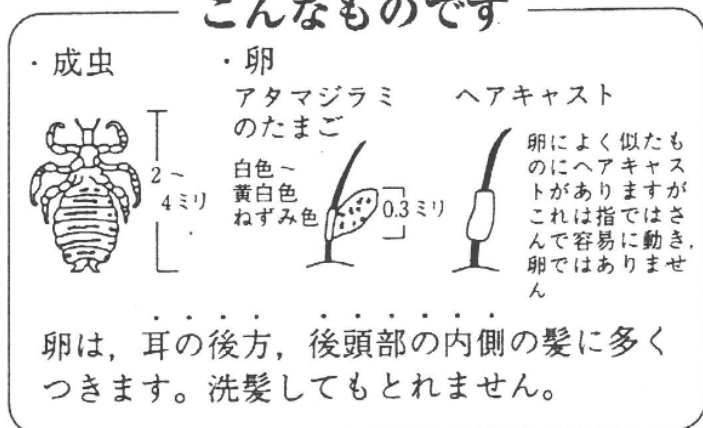 こんなものです
・成虫
2～
4ミリ
・卵
アタマジラミ
のたまご
白色～
黄白色
ねずみ色
0.3ミリ
ヘアキャスト
卵によく似たも
のにヘアキャス
トがありますが
これは指ではさ
んで容易に動き,
卵ではありませ
ん
卵は，耳の後方，後頭部の内側の髪に多く
つきます。洗髪してもとれません。